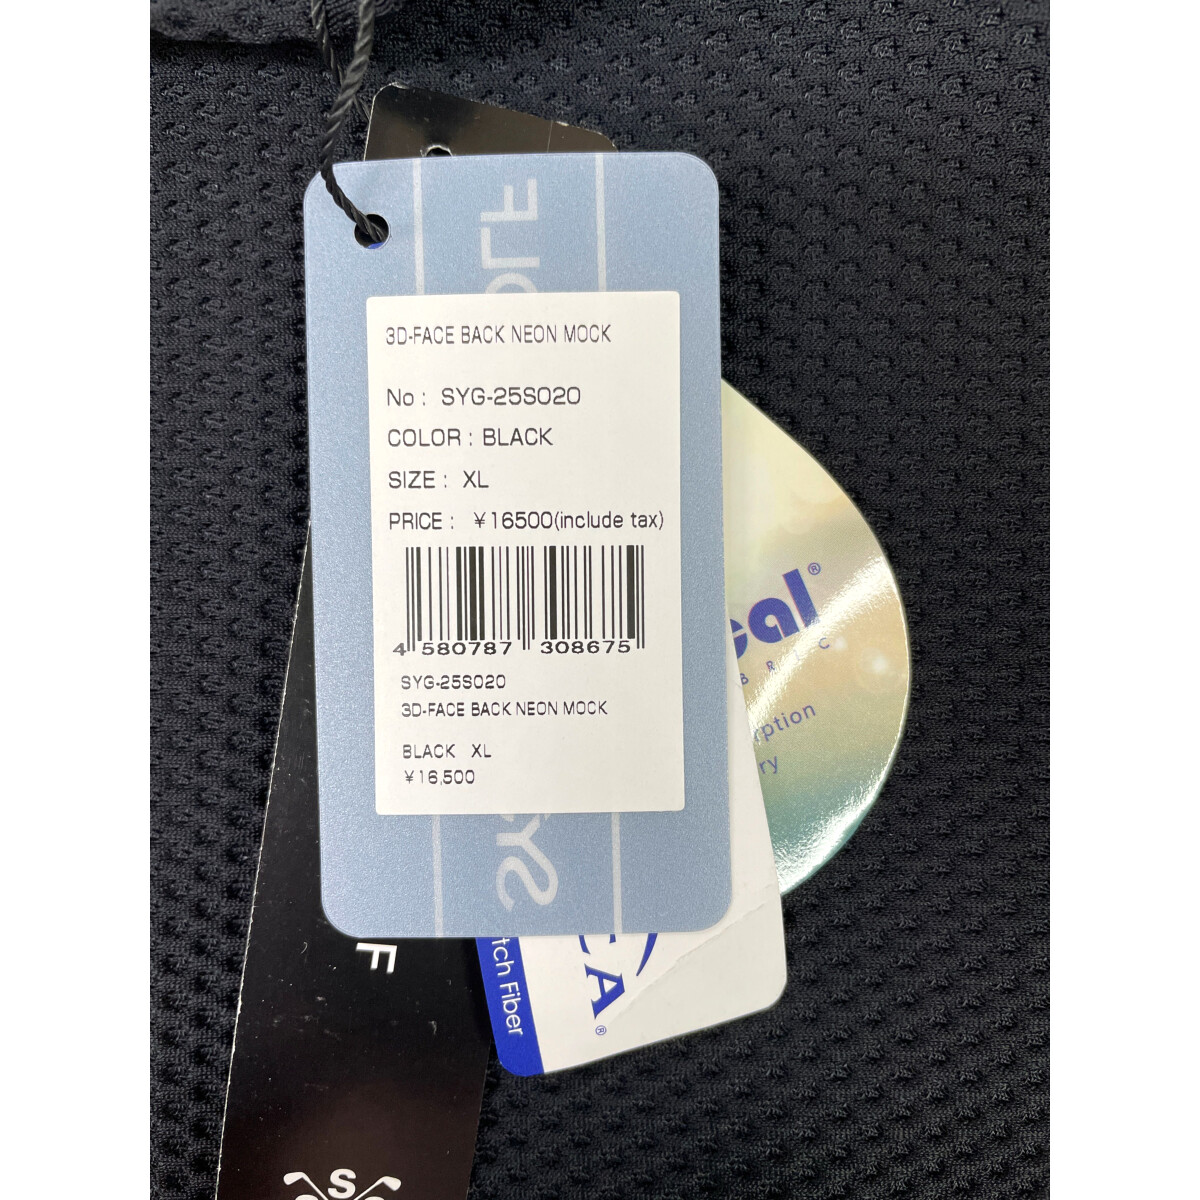 3D-FACE BACK NEON MOCK
No : SYG-25S020
COLOR : BLACK
SIZE : XL
PRICE : ¥16500(include tax)
4 580787 308675
SYG-25S020
3D-FACE BACK NEON MOCK
BLACK XL
¥16,500
Fiber
F
S